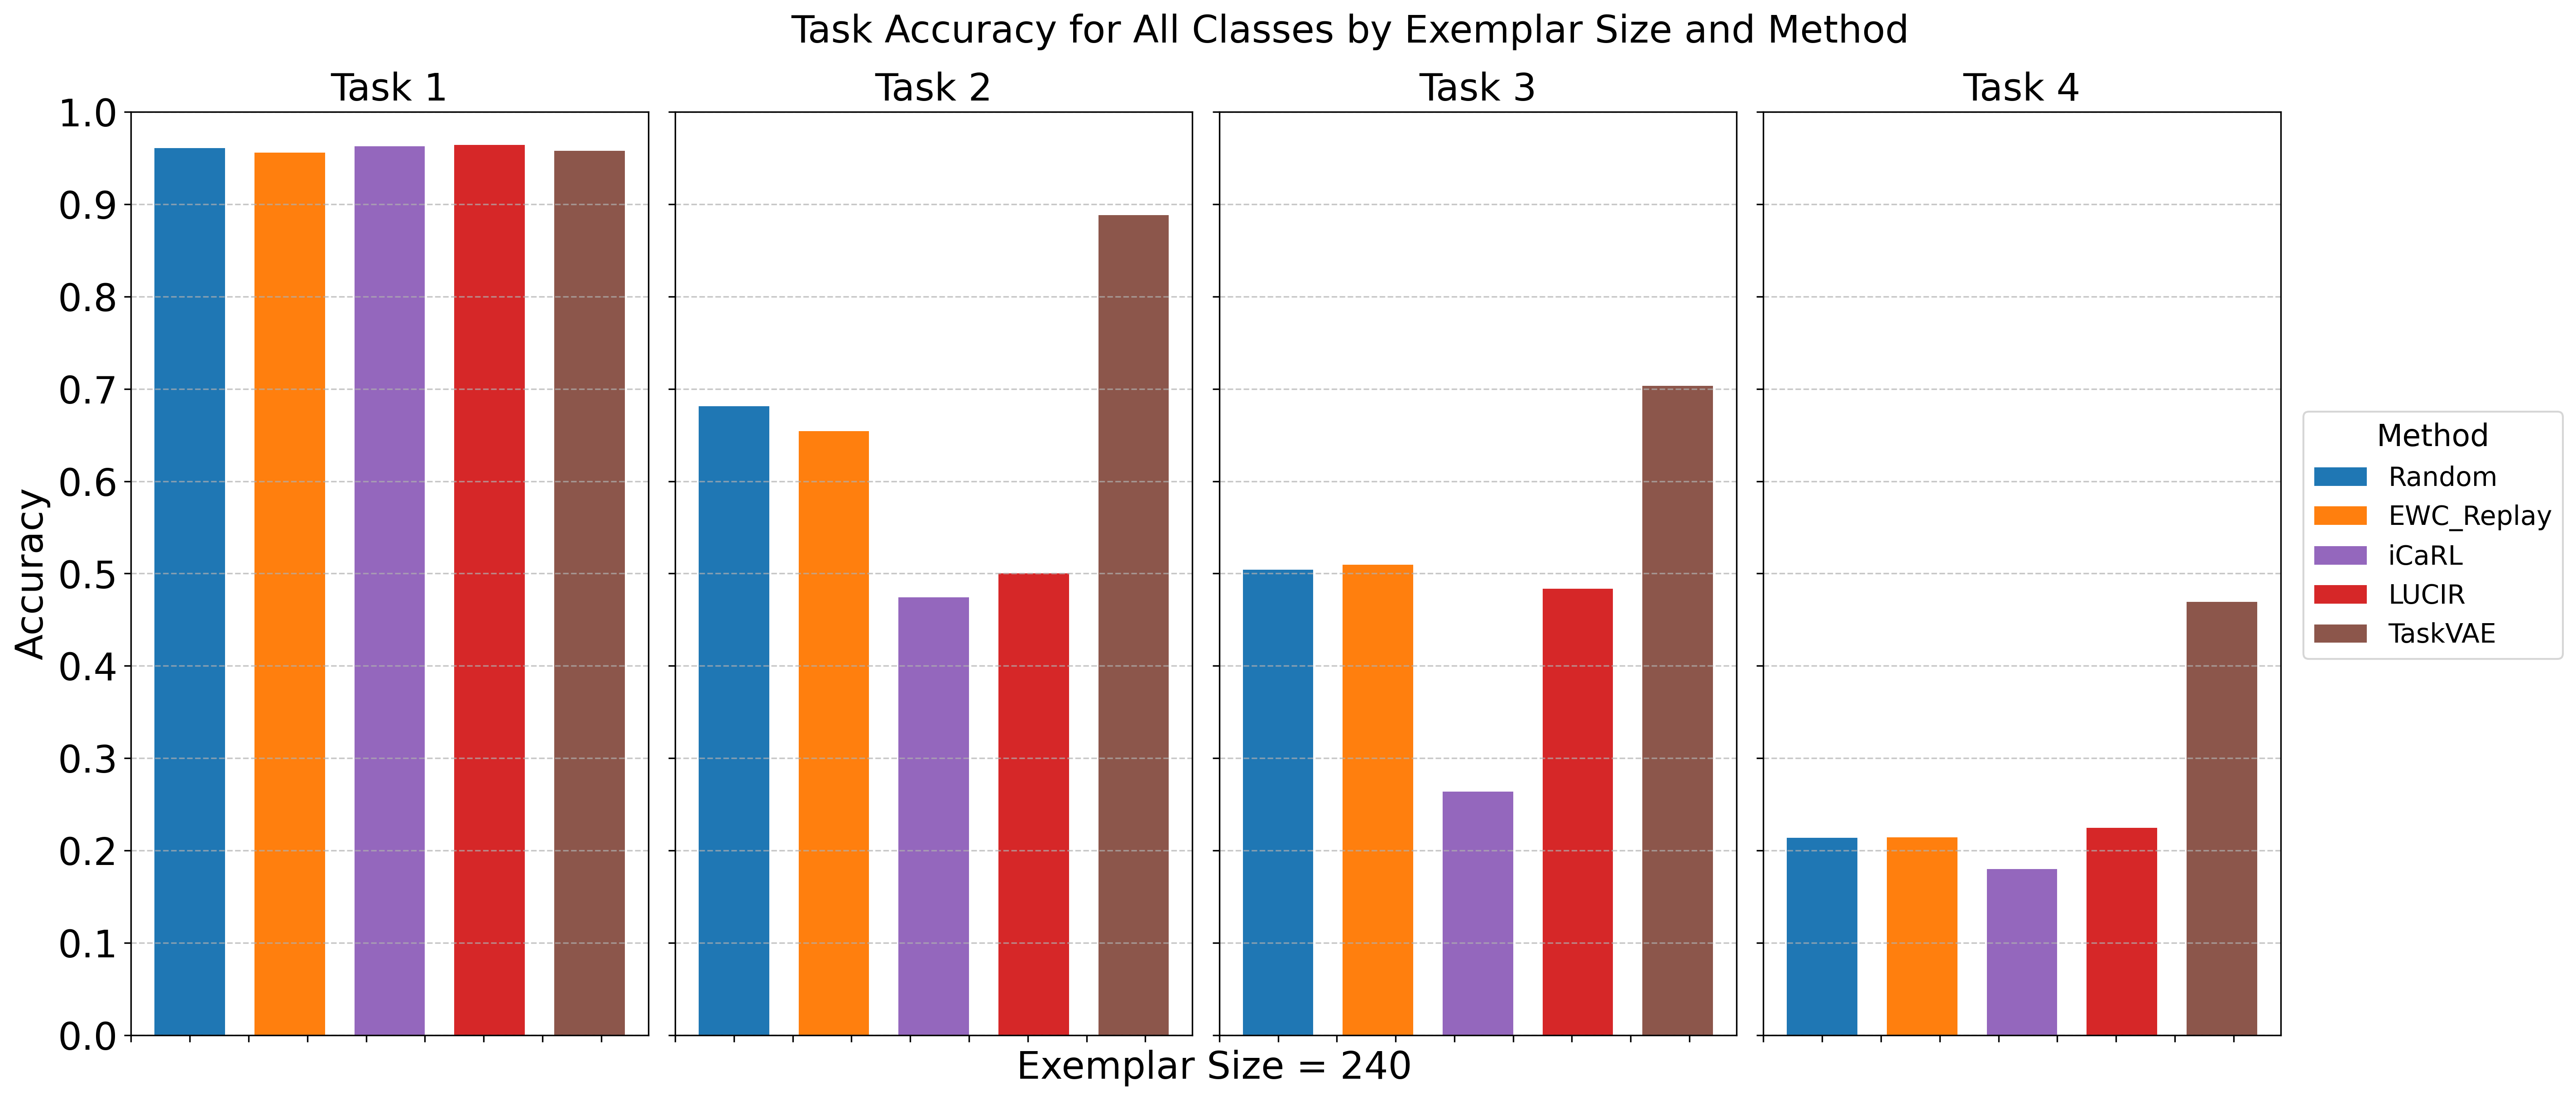 Task Accuracy for All Classes by Exemplar Size and Method
Task 1
Task 2
Task 3
Task 4
1.0
0.9
0.8
0.7
0.6
0.5
0.4
0.3
0.2
0.1
0.0
Accuracy
Exemplar Size = 240
Method
Random
EWC_Replay
iCaRL
LUCIR
TaskVAE